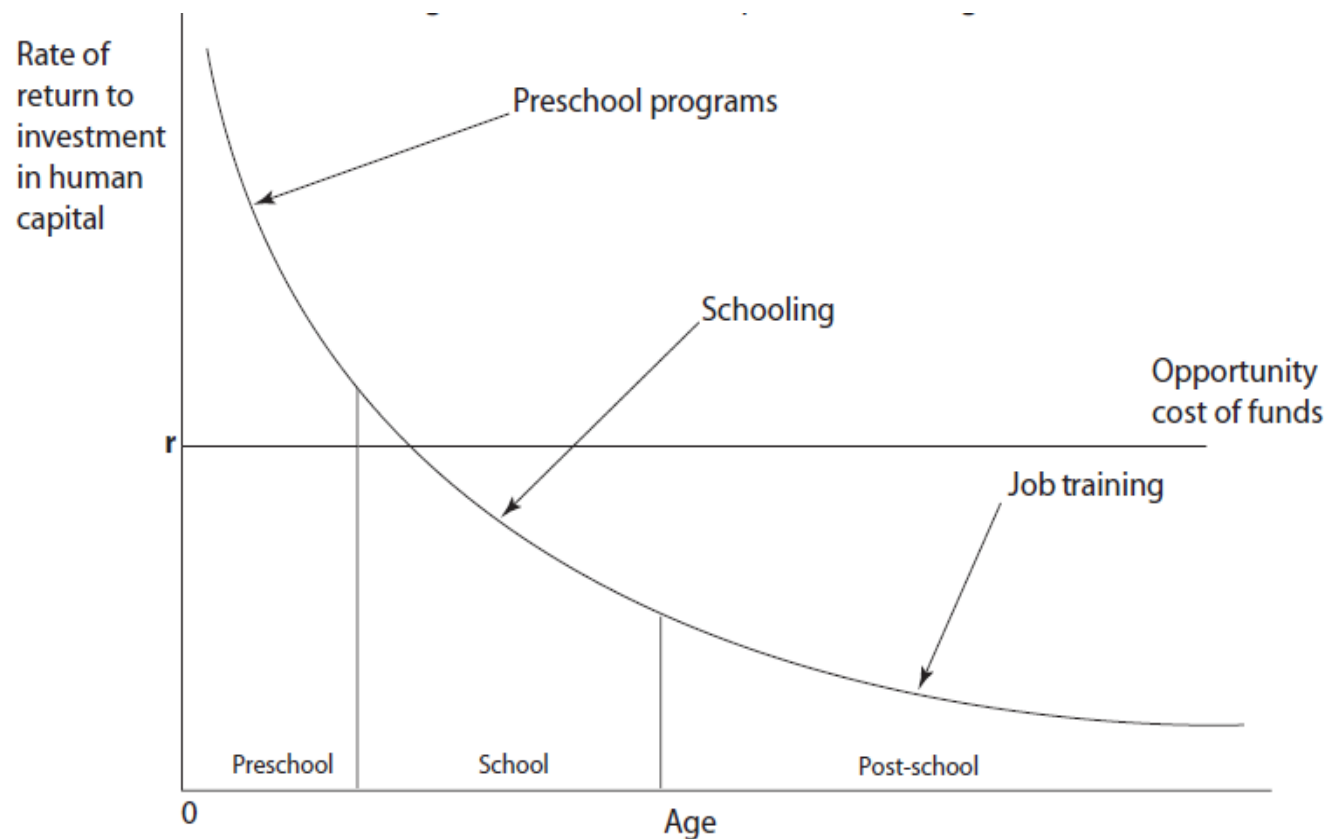 Rate of
return to
investment
in human
capital
Preschool programs
Schooling
Opportunity
cost of funds
r
Job training
Preschool
School
Post-school
0
Age